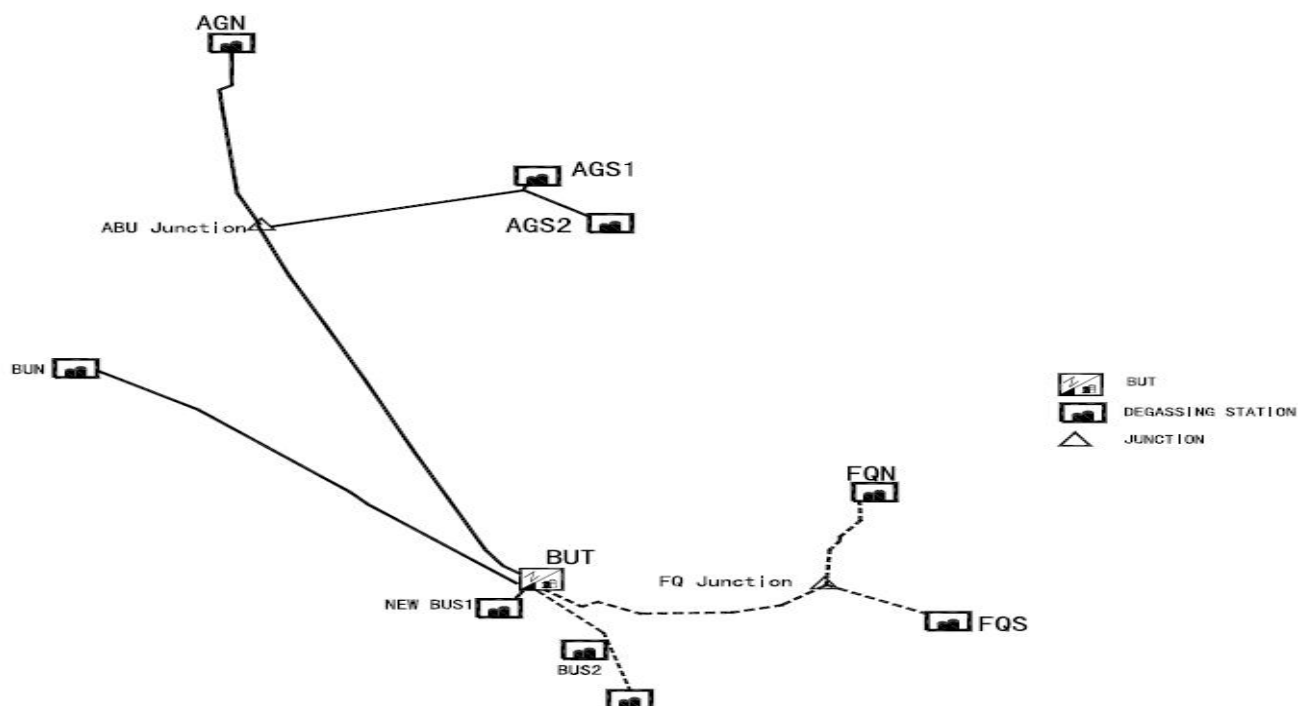 AGN
AGS1
ABU Junction
AGS2
BUN
BUT
DEGASSING STATION
JUNCTION
FQN
BUT
FQ Junction
NEW BUS1
FQS
BUS2